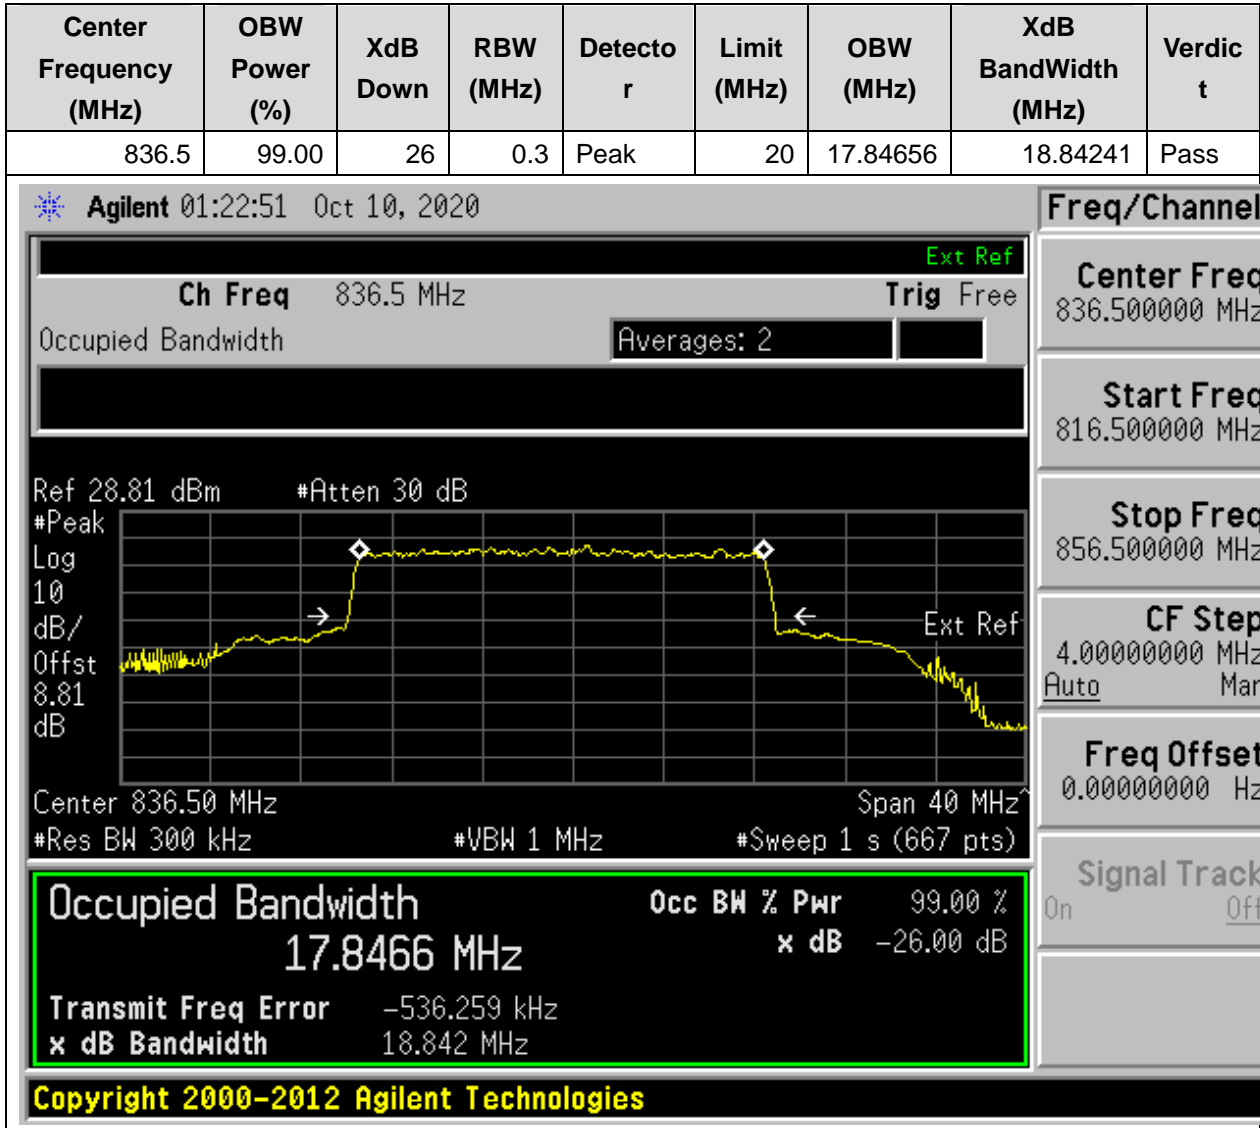 Center Frequency (MHz) OBW Power (%) XdB Down RBW (MHz) Detecto r Limit (MHz) OBW (MHz) XdB BandWidth (MHz) Verdic t
836.5 99.00 26 0.3 Peak 20 17.84656 18.84241 Pass
Agilent 01:22:51 Oct 10, 2020
Freq/Channel
Ext Ref
Ch Freq 836.5 MHz Trig Free
Occupied Bandwidth Averages: 2
Center Freq
836.500000 MHz
Start Freq
816.500000 MHz
Stop Freq
856.500000 MHz
CF Step
4.00000000 MHz
Auto Man
Freq Offset
0.00000000 Hz
Signal Track
On Off
Ref 28.81 dBm #Atten 30 dB
#Peak
Log
10
dB/
Offst
8.81
dB
Ext Ref
Center 836.50 MHz Span 40 MHz^
#Res BW 300 kHz #VBW 1 MHz #Sweep 1 s (667 pts)
Occupied Bandwidth Occ BW % Pwr 99.00 %
17.8466 MHz x dB -26.00 dB
Transmit Freq Error -536.259 kHz
x dB Bandwidth 18.842 MHz
Copyright 2000-2012 Agilent Technologies